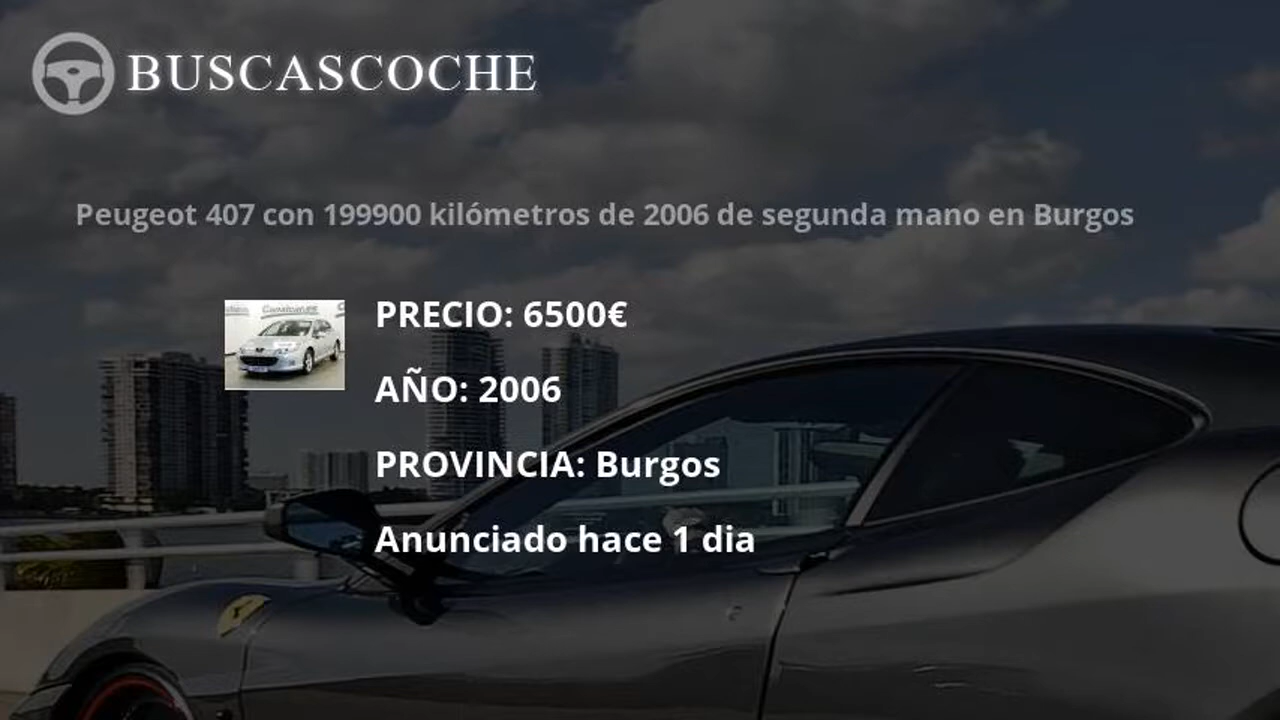 BUSCASCOCHE
Peugeot 407 con 199900 kilómetros de 2006 de segunda mano en Burgos
PRECIO: 6500€
AÑO: 2006
PROVINCIA: Burgos
Anunciado hace 1 dia